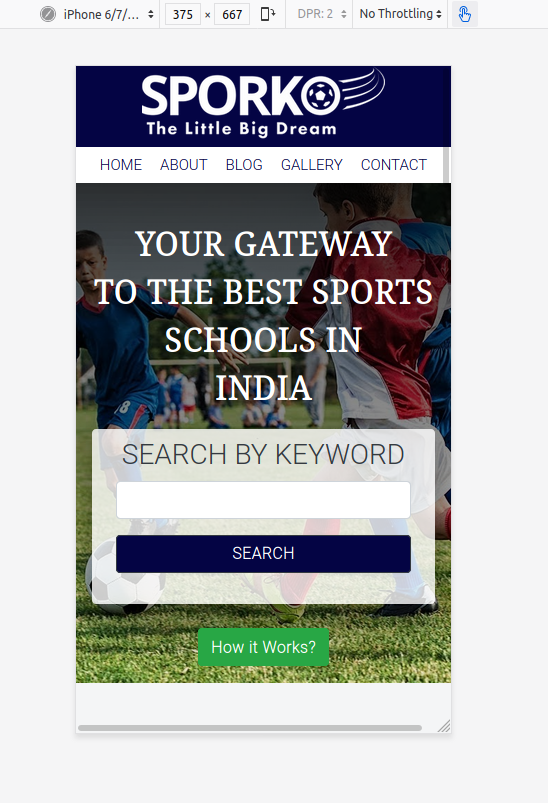 iPhone 6/7/... 375 × 667 DPR: 2 No Throttling
SPORKO
The Little Big Dream
HOME ABOUT BLOG GALLERY CONTACT
YOUR GATEWAY
TO THE BEST SPORTS
SCHOOLS IN
INDIA
8
SEARCH BY KEYWORD
SEARCH
How it Works?